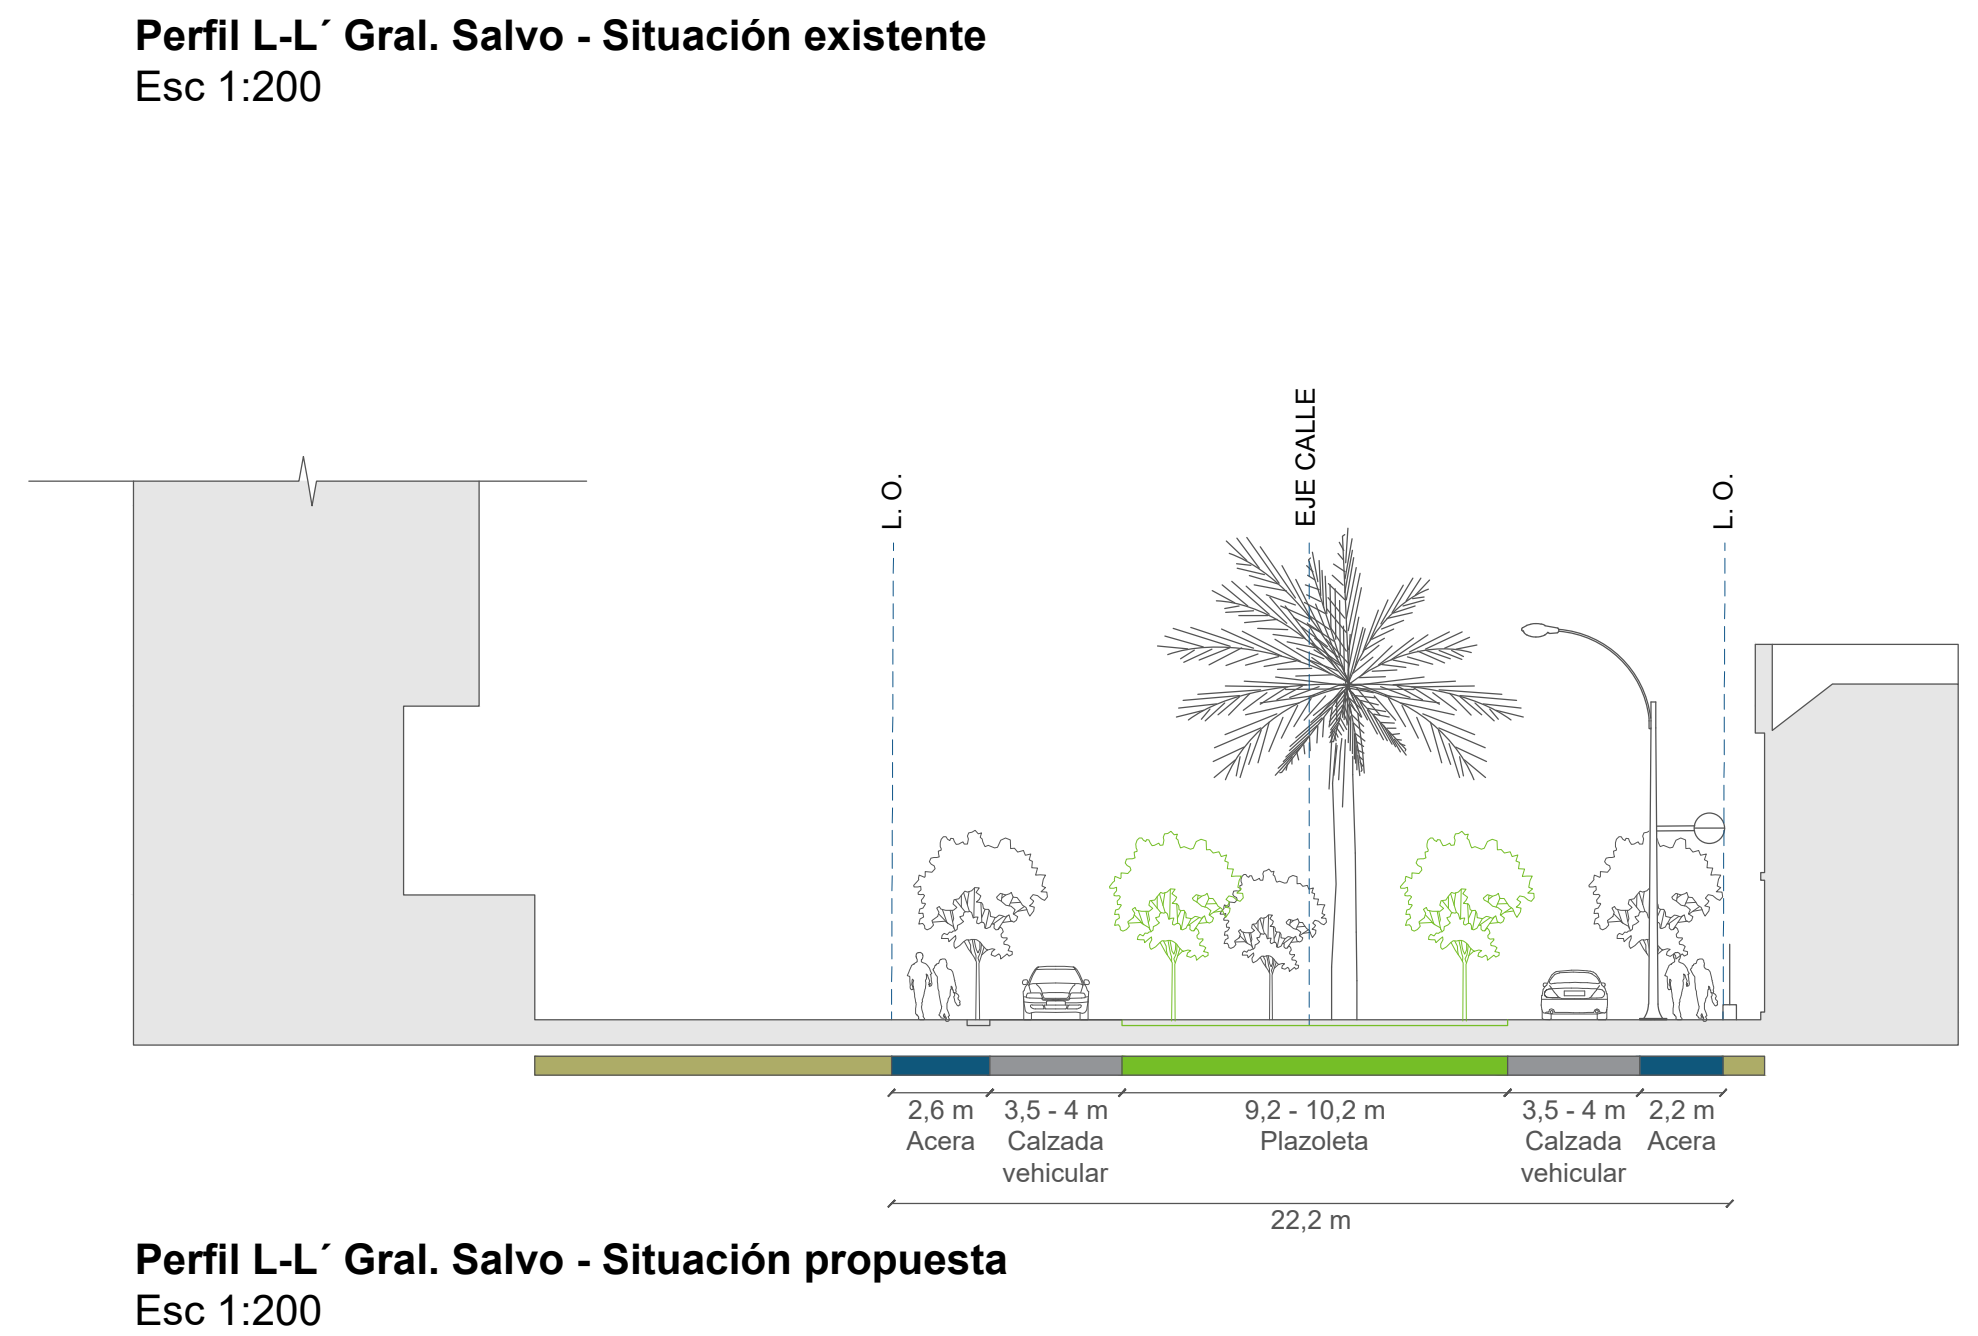 Perfil L-L´ Gral. Salvo - Situación existente
Esc 1:200
EJE CALLE
L. O.
L. O.
2,6 m
Acera
3,5 - 4 m
Calzada
vehicular
9,2 - 10,2 m
Plazoleta
3,5 - 4 m
Calzada
vehicular
2,2 m
Acera
22,2 m
Perfil L-L´ Gral. Salvo - Situación propuesta
Esc 1:200